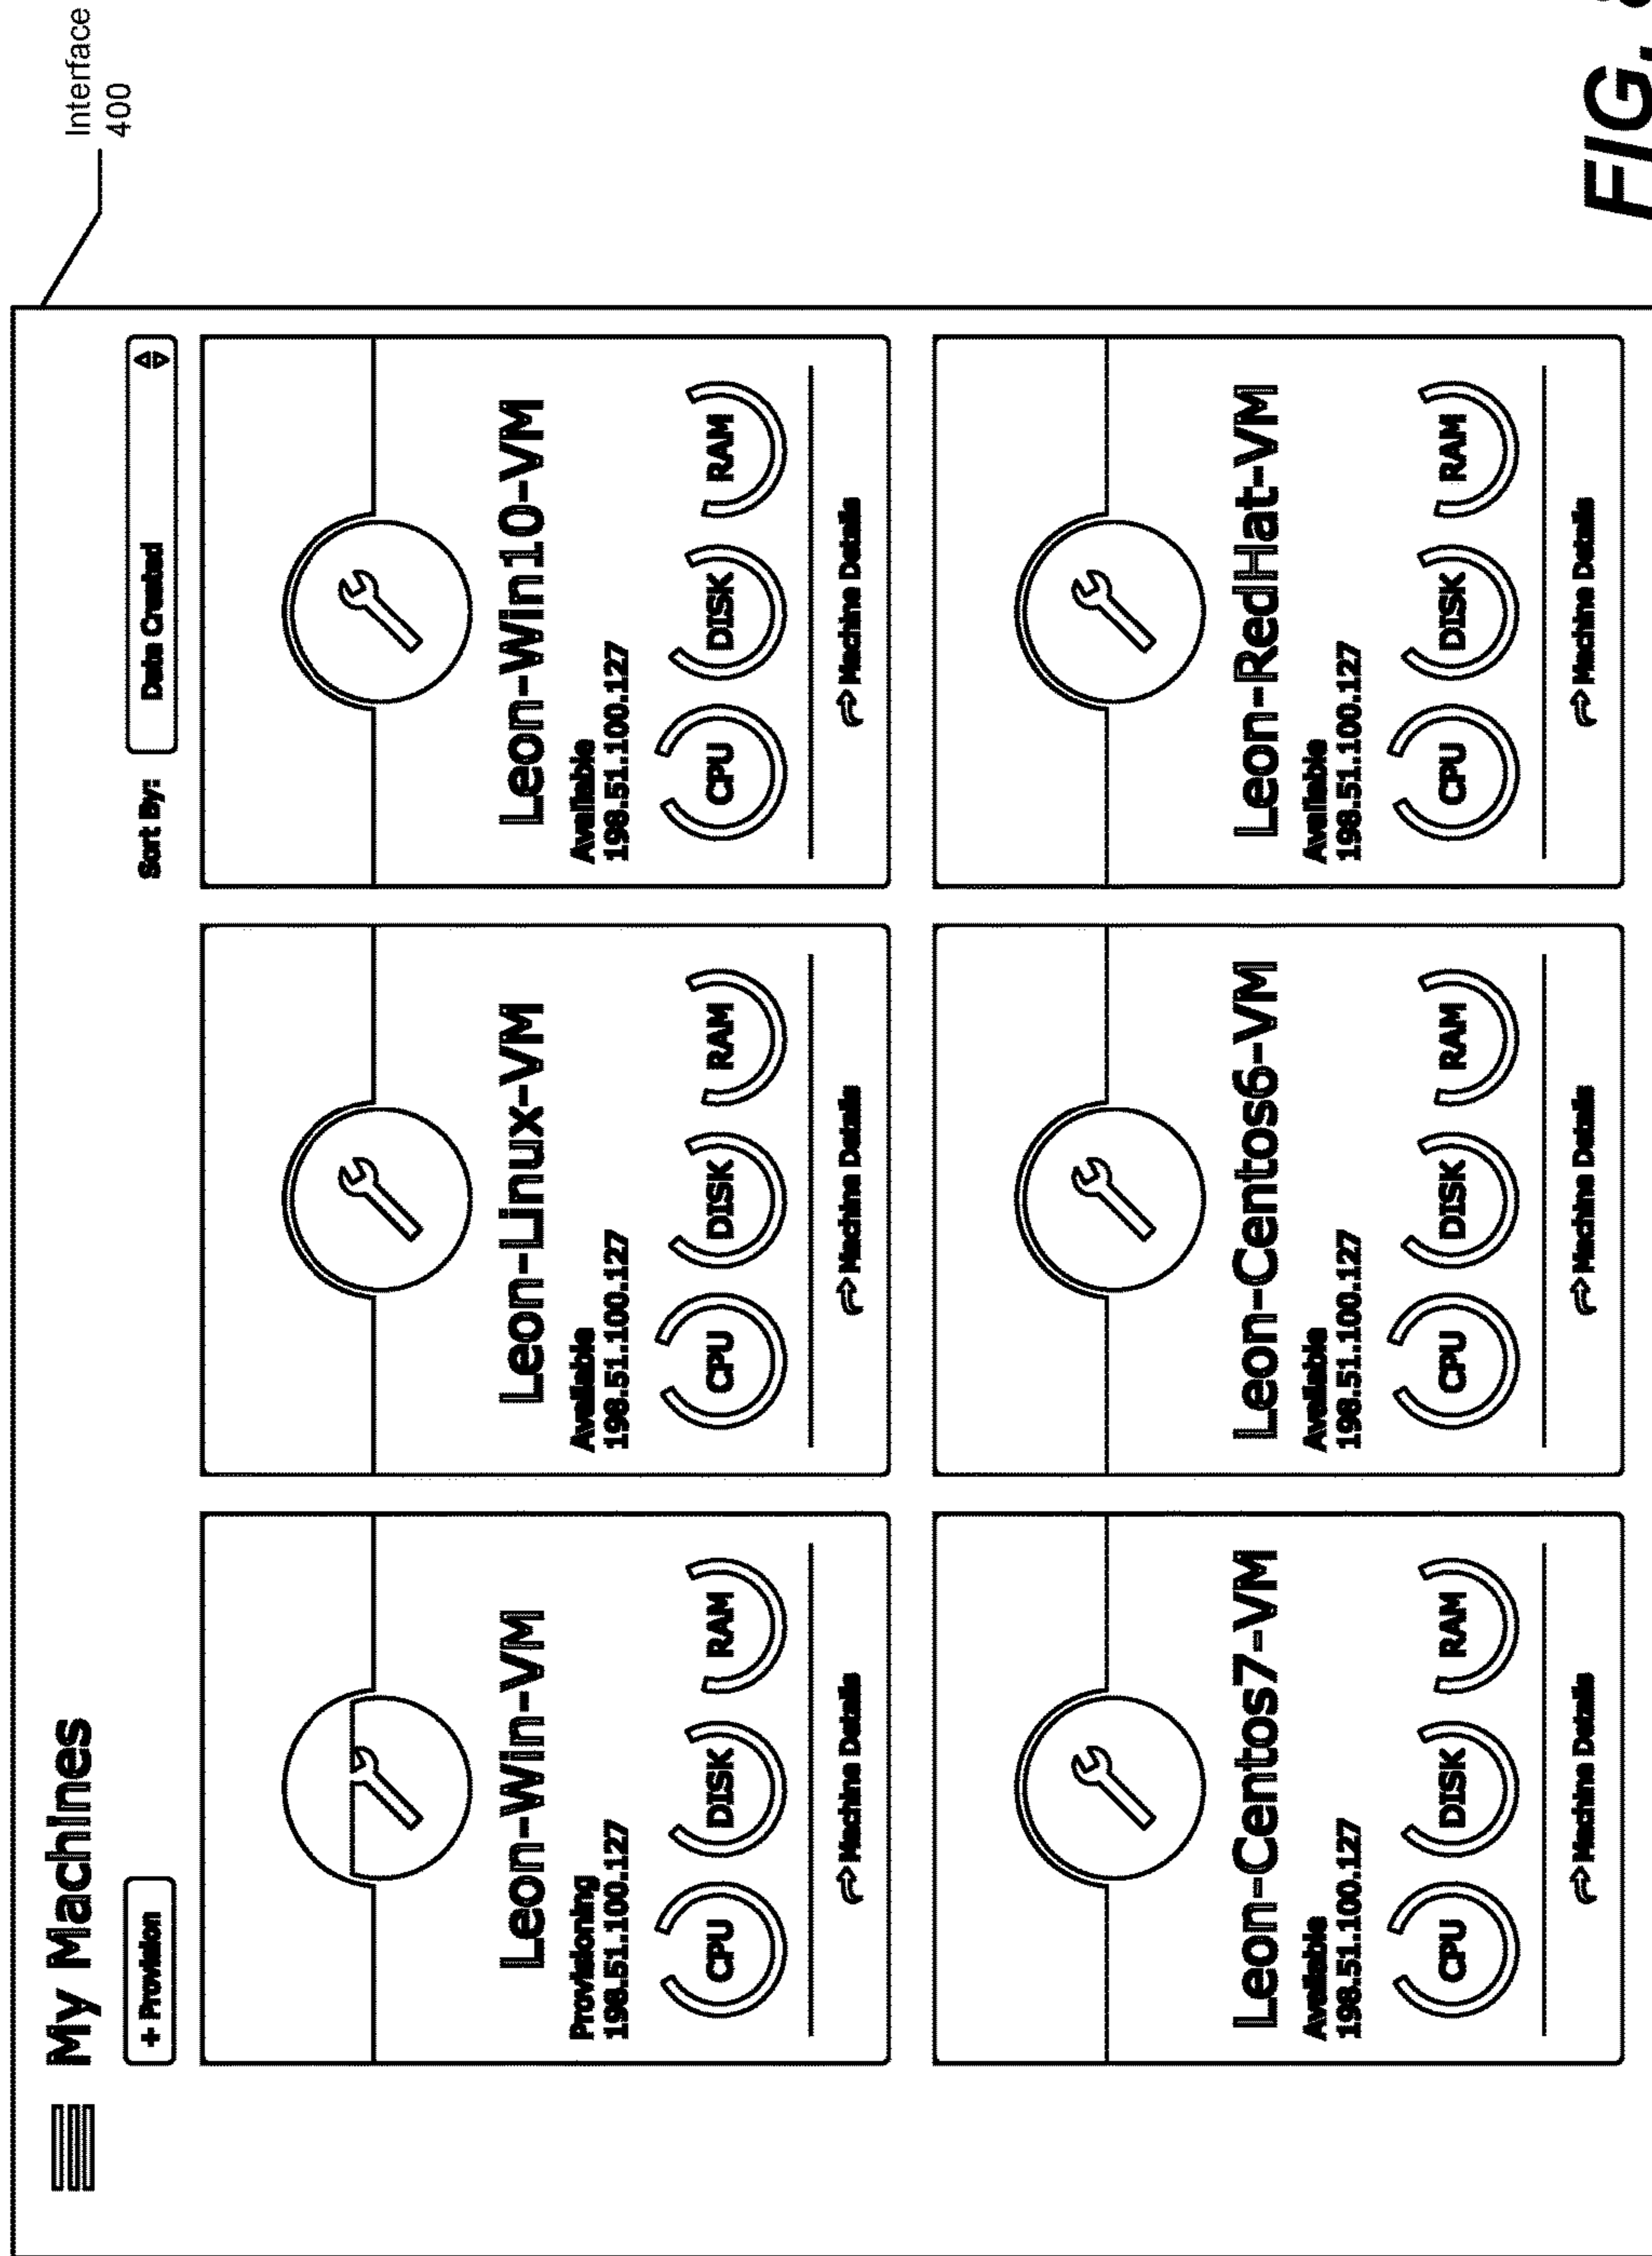 Interface
400
My Machines
+ Provision
Sort By: Data Created
Leon-Win-VM
Provisioning
198.51.100.127
CPU DISK RAM
Machine Details
Leon-Linux-VM
Available
198.51.100.127
CPU DISK RAM
Machine Details
Leon-Win10-VM
Available
198.51.100.127
CPU DISK RAM
Machine Details
Leon-Centos7-VM
Available
198.51.100.127
CPU DISK RAM
Machine Details
Leon-Centos6-VM
Available
198.51.100.127
CPU DISK RAM
Machine Details
Leon-RedHat-VM
Available
198.51.100.127
CPU DISK RAM
Machine Details
FIG.